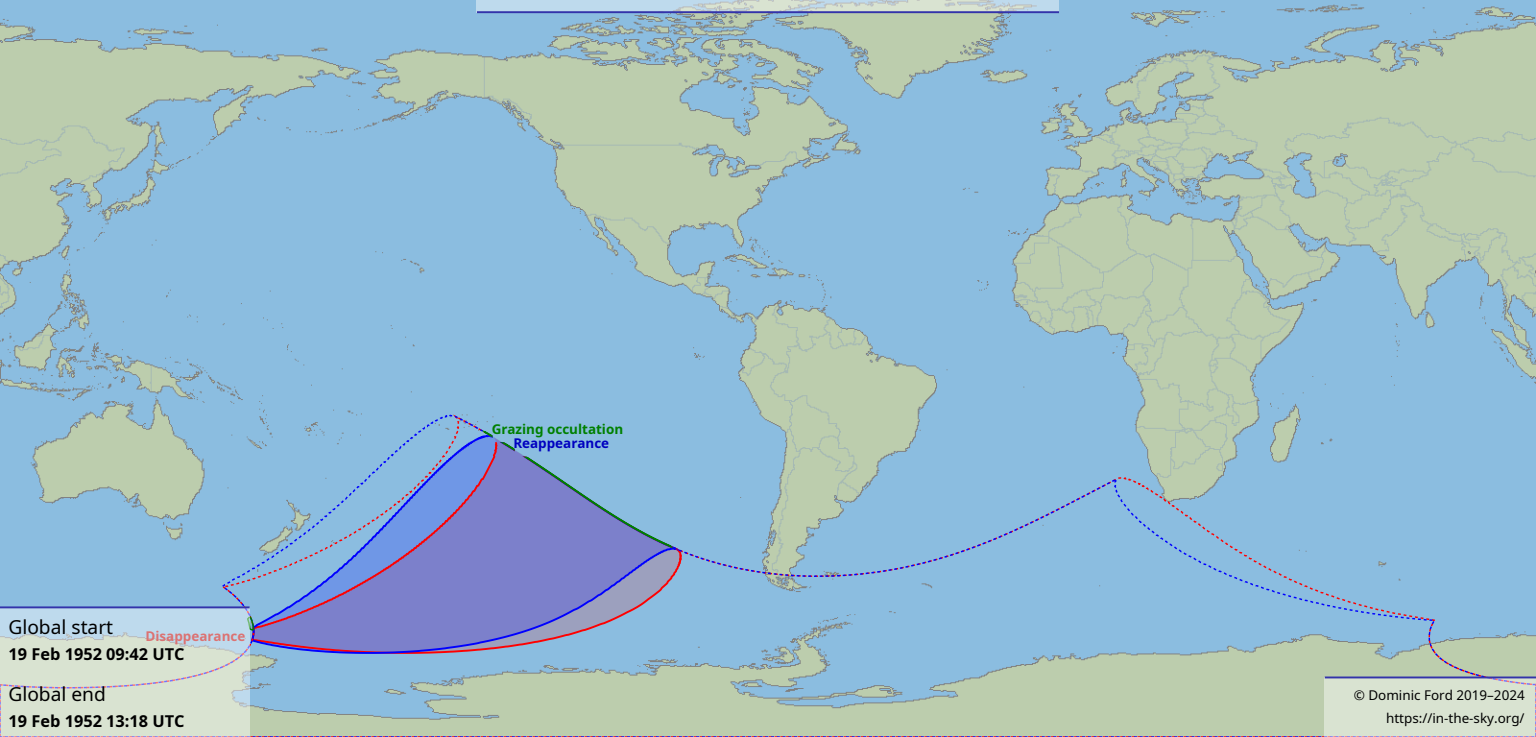 Grazing occultation
Reappearance
Global start
Disappearance
19 Feb 1952 09:42 UTC
Global end
19 Feb 1952 13:18 UTC
© Dominic Ford 2019–2024
https://in-the-sky.org/